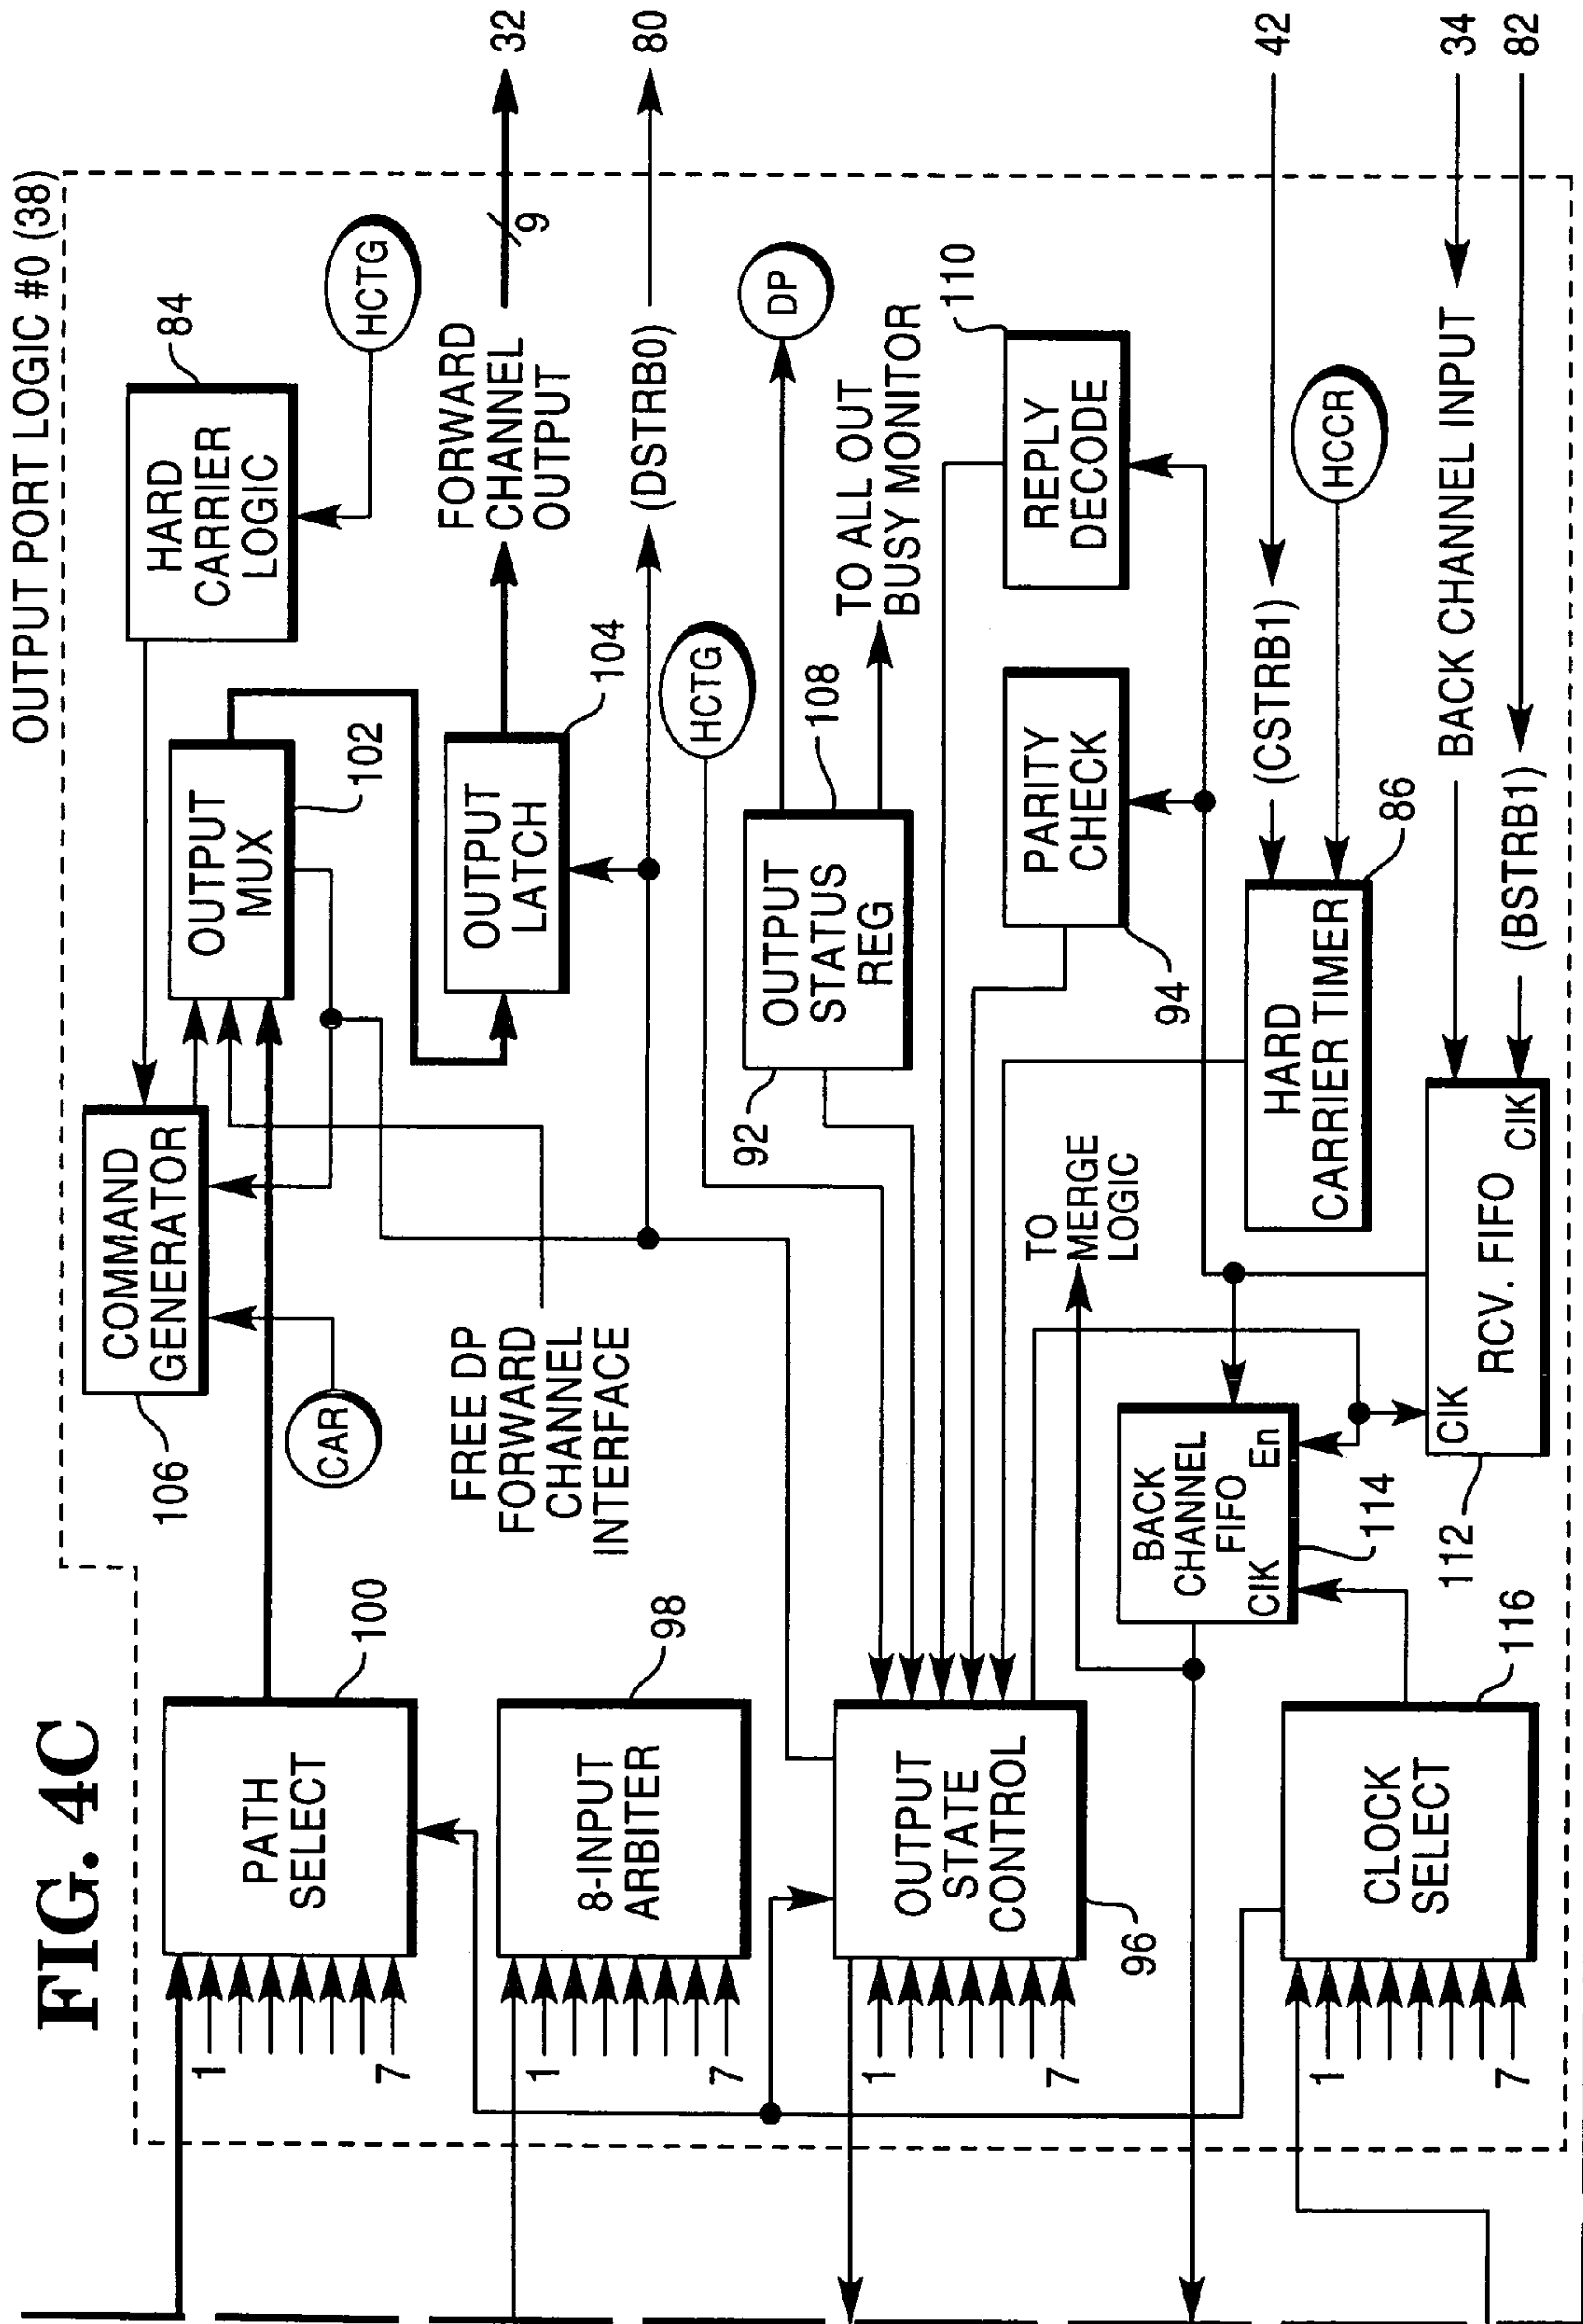 FIG. 4C
OUTPUT PORT LOGIC #0 (38)
1
7
PATH
SELECT
100
106
COMMAND
GENERATOR
CAR
OUTPUT
MUX
102
HARD
CARRIER
LOGIC
84
HCTG
OUTPUT
LATCH
104
FORWARD
CHANNEL
OUTPUT
9
32
FREE DP
FORWARD
CHANNEL
INTERFACE
(DSTRB0)
80
1
7
8-INPUT
ARBITER
98
HCTG
92
OUTPUT
STATUS
REG
108
DP
TO ALL OUT
BUSY MONITOR
1
7
OUTPUT
STATE
CONTROL
96
TO
MERGE
LOGIC
PARITY
CHECK
94
REPLY
DECODE
110
BACK
CHANNEL
FIFO
ClK
En
114
HARD
CARRIER TIMER
86
(CSTRB1)
42
HCCR
1
7
CLOCK
SELECT
116
ClK
RCV. FIFO
ClK
112
BACK CHANNEL INPUT
34
(BSTRB1)
82